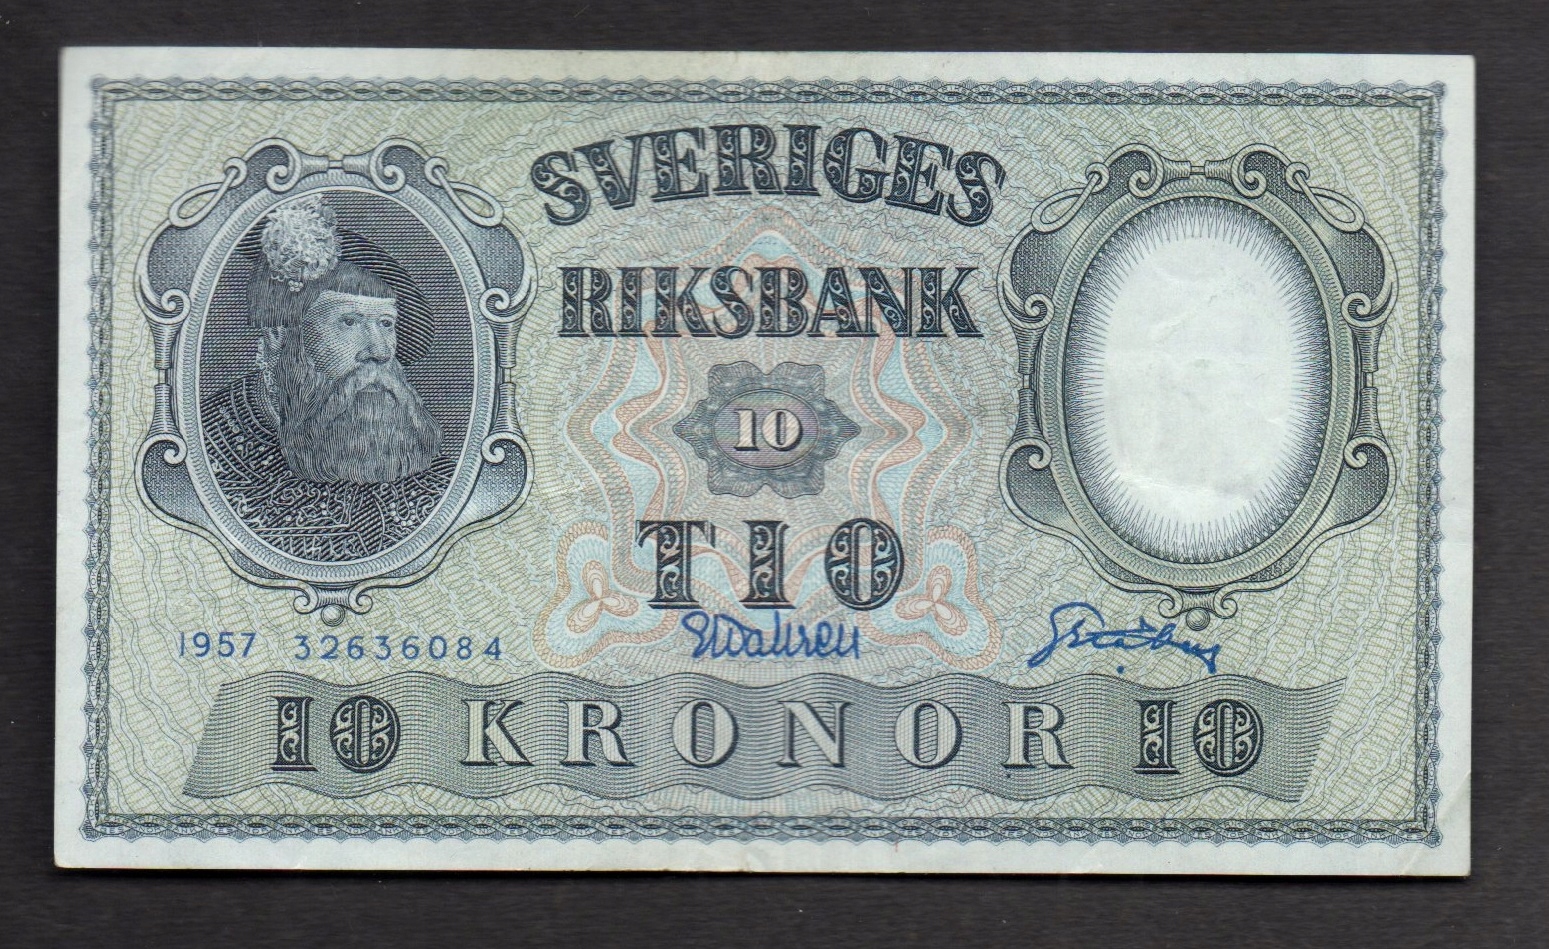 SVERIGES
RIKSBANK
10
TIO
1957 32636084
10 KRONOR 10